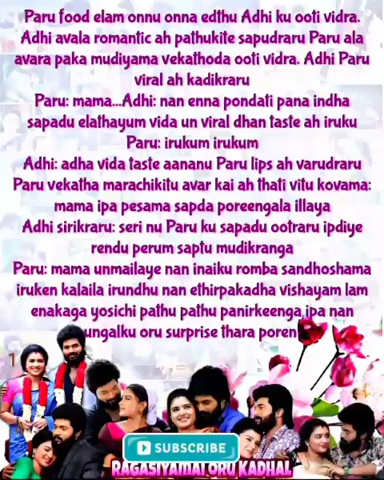 Paru food elam onnu onna edthu Adhi ku ooti vidra.
Adhi avala romantic ah pathukite sapudraru Paru ala
avara paka mudiyama vekathoda ooti vidra. Adhi Paru
viral ah kadikraru
Paru: mama...Adhi: nan enna pondati pana indha
sapadu elathayum vida un viral dhan taste ah iruku
Paru: irukum irukum
Adhi: adha vida taste aananu Paru lips ah varudraru
Paru vekatha marachikitu avar kai ah thati vitu kovama:
mama ipa pesama sapda poreengala illaya
Adhi sirikraru: seri nu Paru ku sapadu ootraru ipdiye
rendu perum saptu mudikranga
Paru: mama unmailaye nan inaiku romba sandhoshama
iruken kalaila irundhu nan ethirpakadha vishayam lam
enakaga yosichi pathu pathu panirkeenga ipa nan
ungalku oru surprise thara poren
SUBSCRIBE
RAGASIYAMAI ORU KADHAL